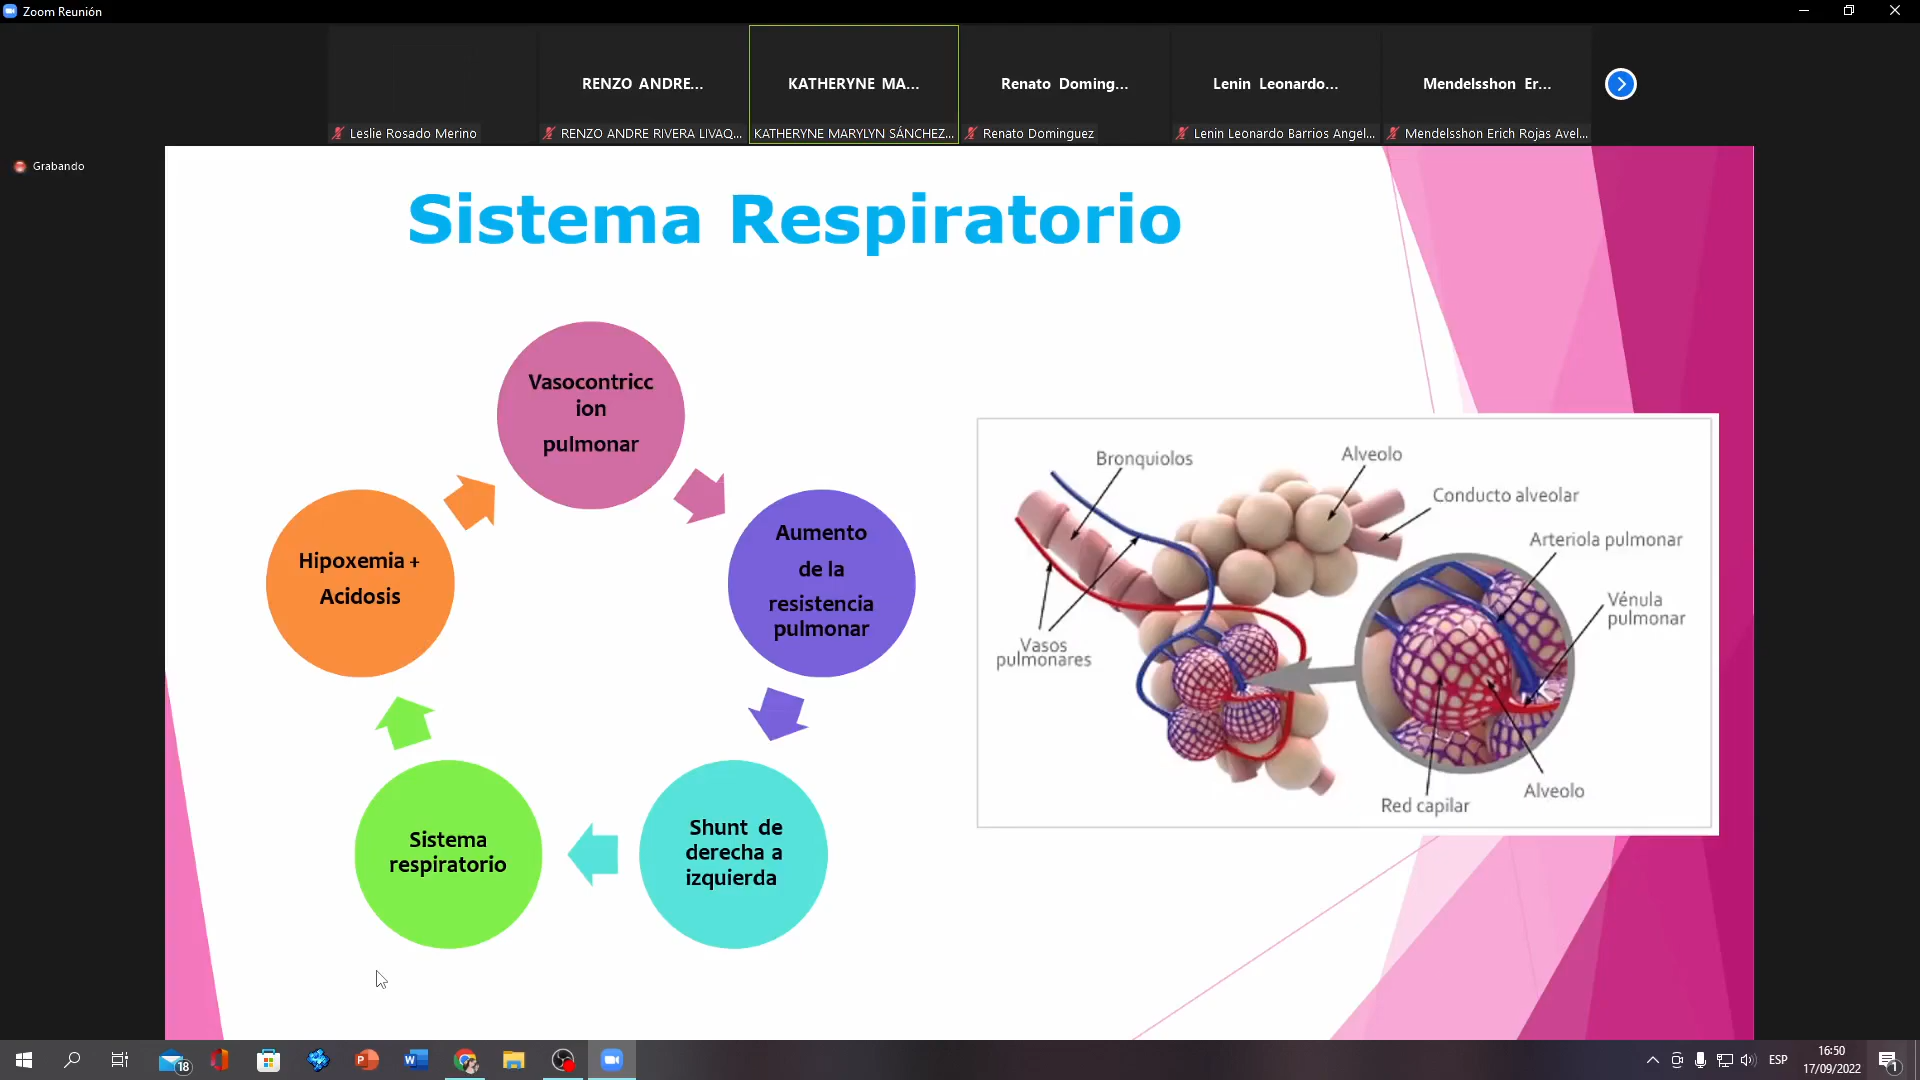 Zoom Reunión
RENZO ANDRE...
KATHERYNE MA...
Renato Doming...
Lenin Leonardo...
Mendelsshon Er...
Leslie Rosado Merino
RENZO ANDRE RIVERA LIVAQ...
KATHERYNE MARYLYN SÁNCHEZ...
Renato Dominguez
Lenin Leonardo Barrios Angel...
Mendelsshon Erich Rojas Avel...
Grabando
Sistema Respiratorio
Vasocontricc
ion
pulmonar
Aumento
de la
resistencia
pulmonar
Shunt de
derecha a
izquierda
Sistema
respiratorio
Hipoxemia +
Acidosis
Bronquiolos
Alveolo
Conducto alveolar
Arteriola pulmonar
Vénula
pulmonar
Vasos
pulmonares
Red capilar
Alveolo
18
ESP
16:50
17/09/2022
1